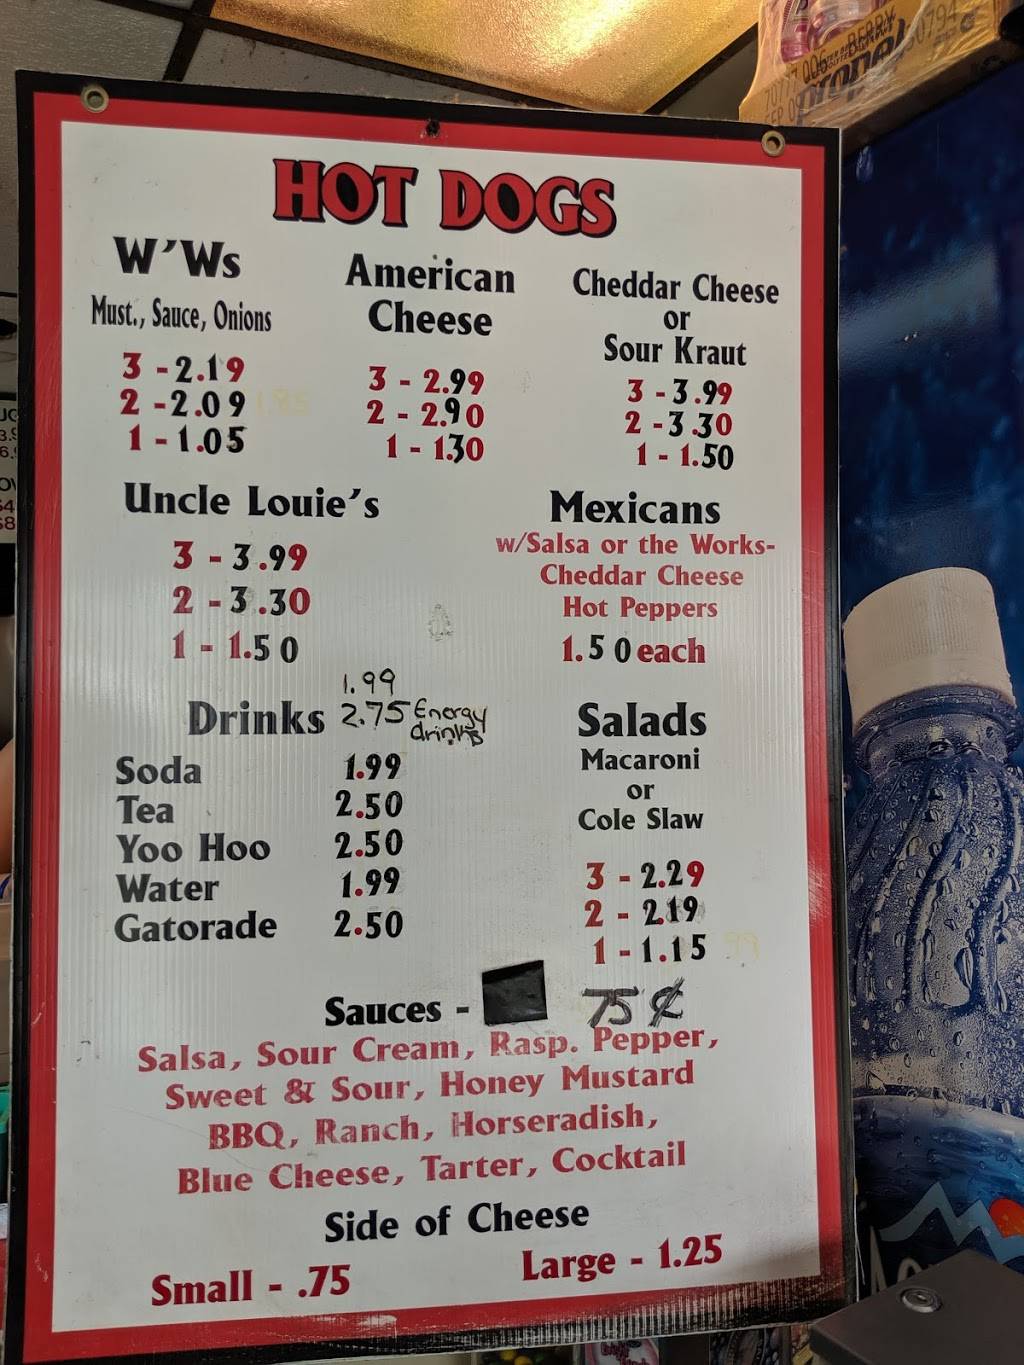 HOT DOGS
W'Ws
Must., Sauce, Onions
3 - 2.19
2 - 2.09
1 - 1.05
American
Cheese
3 - 2.99
2 - 2.90
1 - 1.30
Cheddar Cheese
or
Sour Kraut
3 - 3.99
2 - 3.30
1 - 1.50
Uncle Louie's
3 - 3.99
2 - 3.30
1 - 1.50
Mexicans
w/Salsa or the Works-
Cheddar Cheese
Hot Peppers
1.50 each
1.99
Drinks 2.75 Energy
drinks
Soda 1.99
Tea 2.50
Yoo Hoo 2.50
Water 1.99
Gatorade 2.50
Salads
Macaroni
or
Cole Slaw
3 - 2.29
2 - 2.19
1 - 1.15
Sauces - 75¢
Salsa, Sour Cream, Rasp. Pepper,
Sweet & Sour, Honey Mustard
BBQ, Ranch, Horseradish,
Blue Cheese, Tarter, Cocktail
Side of Cheese
Small - .75
Large - 1.25
BERRY
propel